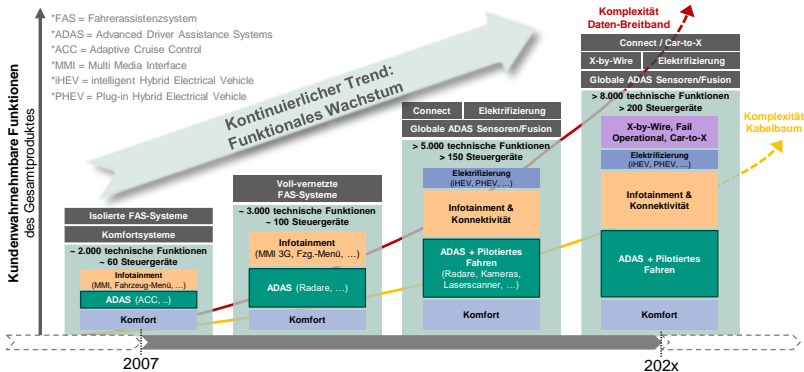 *FAS = Fahrerassistenzsystem
*ADAS = Advanced Driver Assistance Systems
*ACC = Adaptive Cruise Control
*MMI = Multi Media Interface
*iHEV = intelligent Hybrid Electrical Vehicle
*PHEV = Plug-in Hybrid Electrical Vehicle
Kundenwahrnehmbare Funktionen
des Gesamtproduktes
Kontinuierlicher Trend:
Funktionales Wachstum
Komplexität
Daten-Breitband
Komplexität
Kabelbaum
Isolierte FAS-Systeme
Komfortsysteme
~ 2.000 technische Funktionen
~ 60 Steuergeräte
Infotainment
(MMI, Fahrzeug-Menü, …)
ADAS (ACC, ..)
Komfort
Voll-vernetzte
FAS-Systeme
~ 3.000 technische Funktionen
~ 100 Steuergeräte
Infotainment
(MMI 3G, Fzg.-Menü, …)
ADAS (Radare, …)
Komfort
Connect
Elektrifizierung
Globale ADAS Sensoren/Fusion
> 5.000 technische Funktionen
> 150 Steuergeräte
Elektrifizierung
(iHEV, PHEV, …)
Infotainment &
Konnektivität
ADAS + Pilotiertes
Fahren
(Radare, Kameras,
Laserscanner, …)
Komfort
Connect / Car-to-X
X-by-Wire
Elektrifizierung
Globale ADAS Sensoren/Fusion
> 8.000 technische Funktionen
> 200 Steuergeräte
X-by-Wire, Fail
Operational, Car-to-X
Elektrifizierung
(iHEV, PHEV, …)
Infotainment &
Konnektivität
ADAS + Pilotiertes
Fahren
Komfort
2007
202x